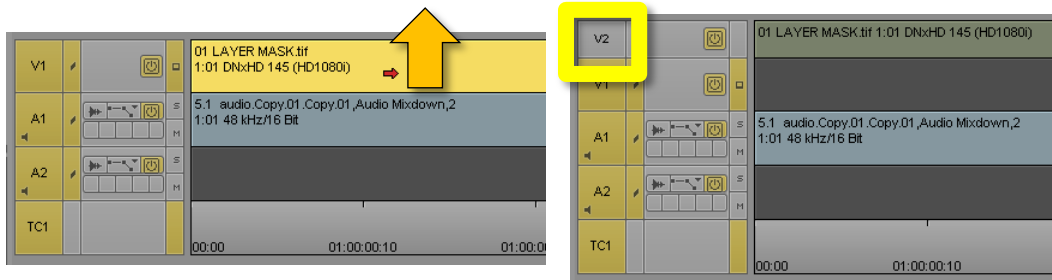 V1
01 LAYER MASK.tif
1:01 DNxHD 145 (HD1080i)
A1
5.1 audio.Copy.01.Copy.01,Audio Mixdown,2
1:01 48 kHz/16 Bit
S
M
A2
S
M
TC1
00:00 01:00:00:10 01:00:0
V2
01 LAYER MASK.tif 1:01 DNxHD 145 (HD1080i)
V1
A1
5.1 audio.Copy.01.Copy.01,Audio Mixdown,2
1:01 48 kHz/16 Bit
S
M
A2
S
M
TC1
00:00 01:00:00:10